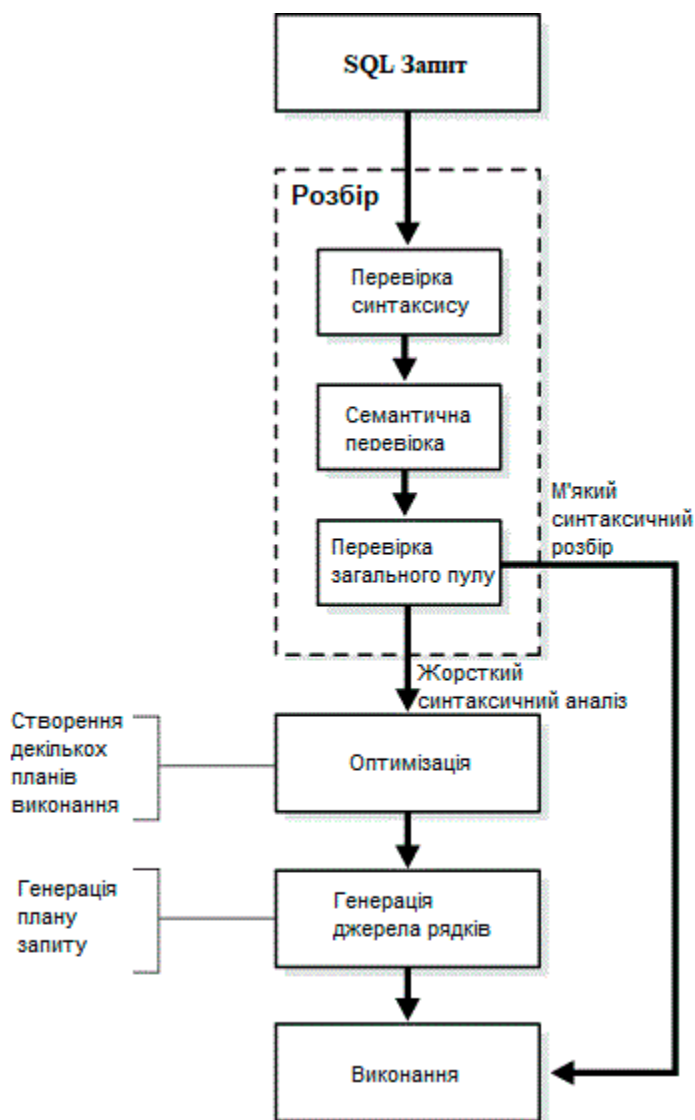 SQL Запит
Розбір
Перевірка
синтаксису
Семантична
перевірка
М'який
синтаксичний
розбір
Перевірка
загального пулу
Жорсткий
синтаксичний аналіз
Створення
декількох
планів
виконання
Оптимізація
Генерація
плану
запиту
Генерація
джерела рядків
Виконання